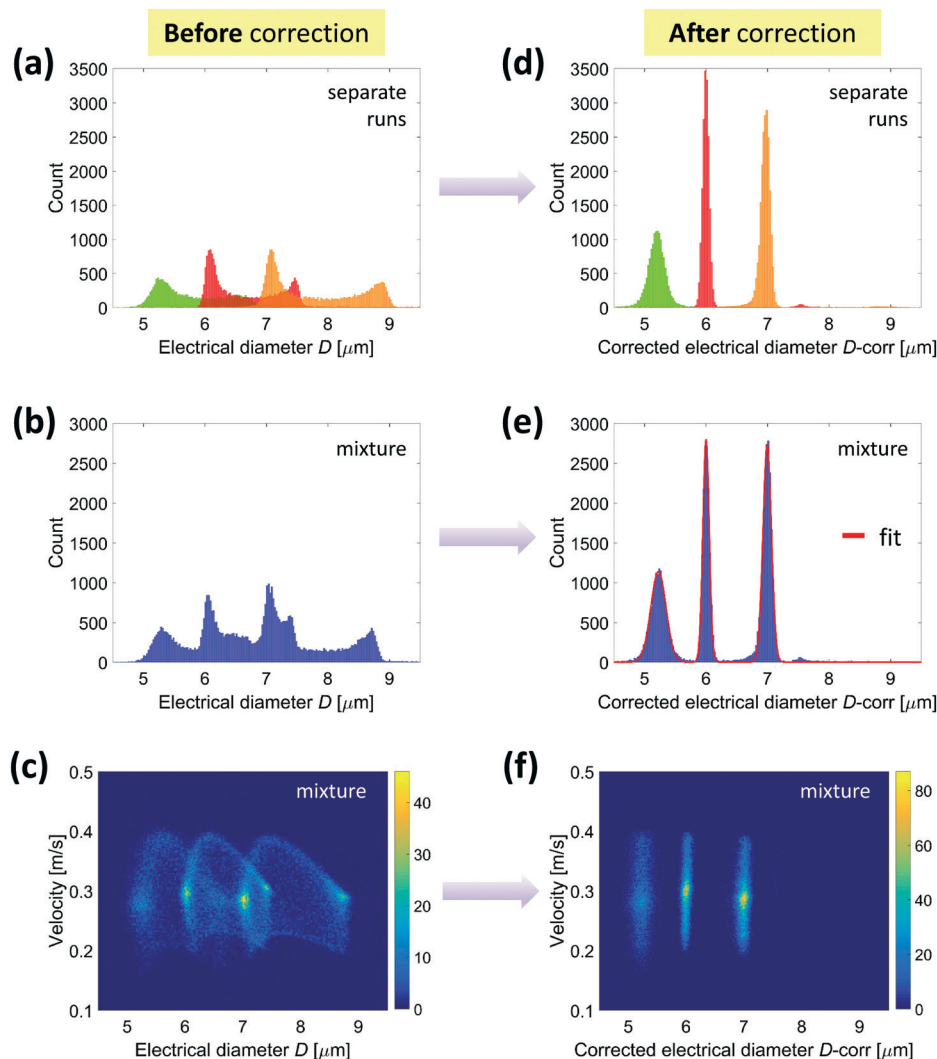 Before correction
After correction
(a)
3500
3000
2500
2000
1500
1000
500
0
Count
separate
runs
5 6 7 8 9
Electrical diameter D [μm]
(d)
3500
3000
2500
2000
1500
1000
500
0
Count
separate
runs
5 6 7 8 9
Corrected electrical diameter D-corr [μm]
(b)
3000
2500
2000
1500
1000
500
0
Count
mixture
5 6 7 8 9
Electrical diameter D [μm]
(e)
3000
2500
2000
1500
1000
500
0
Count
mixture
fit
5 6 7 8 9
Corrected electrical diameter D-corr [μm]
(c)
0.5
0.4
0.3
0.2
0.1
Velocity [m/s]
mixture
40
30
20
10
0
5 6 7 8 9
Electrical diameter D [μm]
(f)
0.5
0.4
0.3
0.2
0.1
Velocity [m/s]
mixture
80
60
40
20
0
5 6 7 8 9
Corrected electrical diameter D-corr [μm]